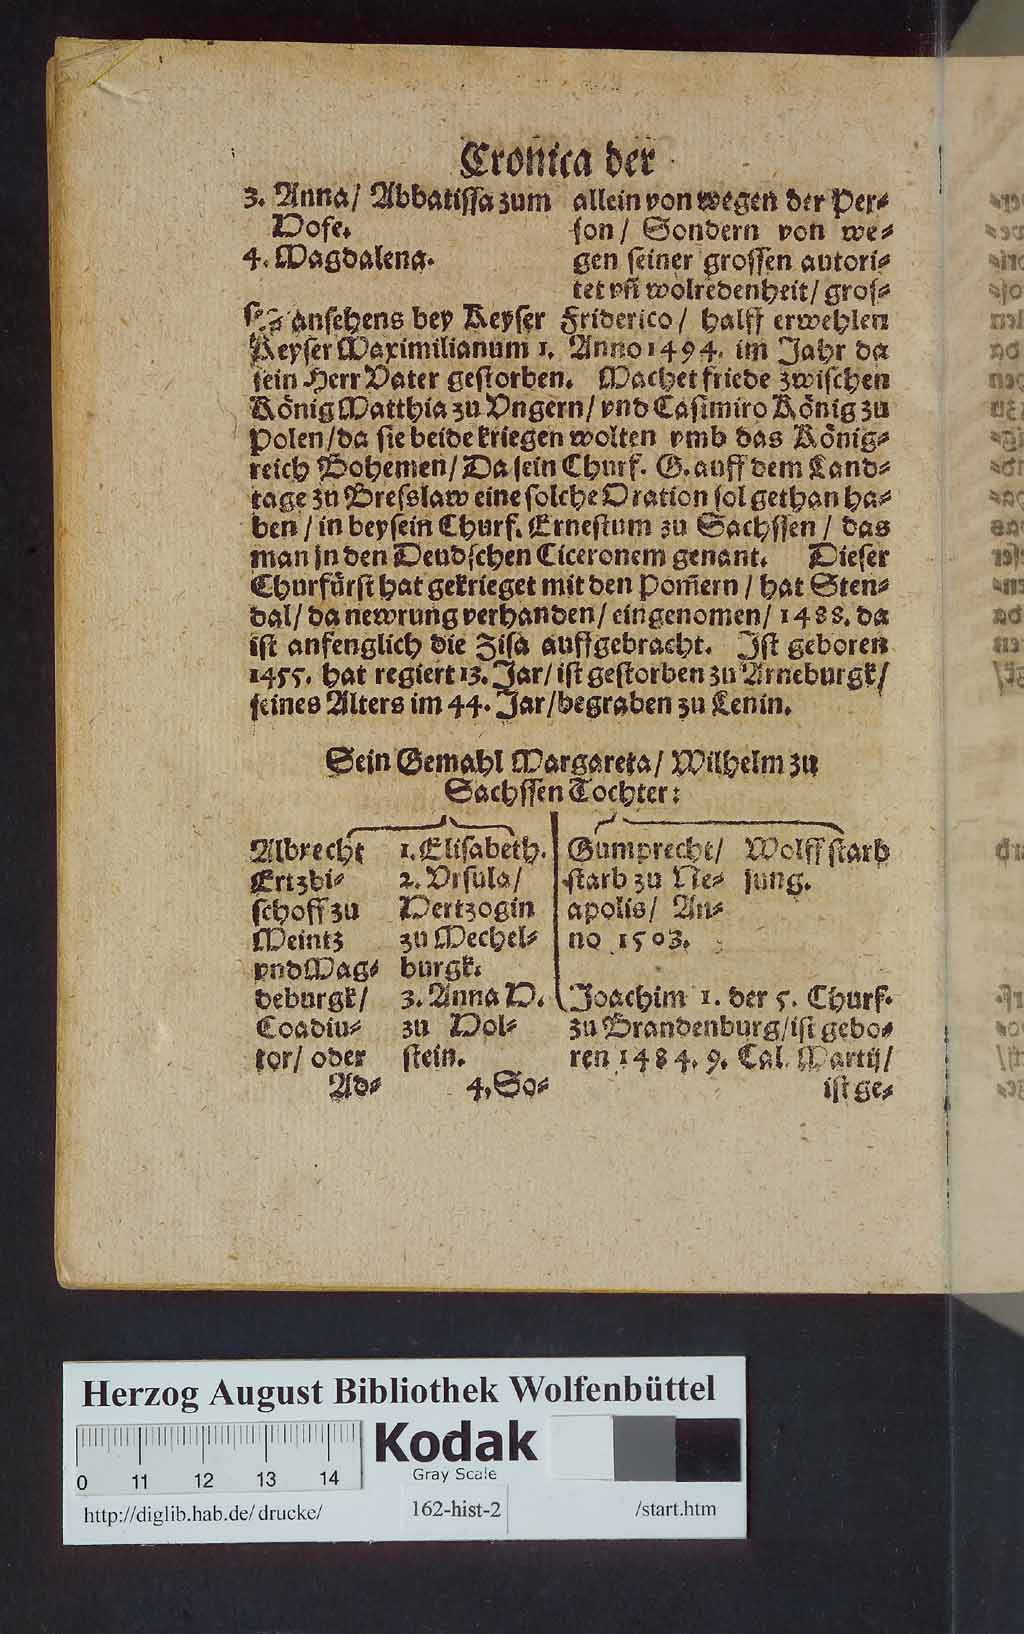 Cronica der
3. Anna/ Abbatissa zum
Hofe.
4. Magdalena.
allein von wegen der Per-
son/ Sondern von we-
gen seiner grossen autori-
tet vñ wolredenheit/ gros-
ses ansehens bey Keyser Friderico/ halff erwehlen
Keyser Maximilianum 1. Anno 1494. im Jahr da
sein Herr Vater gestorben. Machet friede zwischen
König Matthia zu Vngern/ vnd Casimiro König zu
Polen/ da sie beide kriegen wolten vmb das König-
reich Bohemen/ Da sein Churf. G. auff dem Land-
tage zu Bresslaw eine solche Oration sol gethan ha-
ben/ in beysein Churf. Ernestum zu Sachssen/ das
man jn den Deudschen Ciceronem genant. Dieser
Churfürst hat gekrieget mit den Pom̃ern/ hat Sten-
dal/ da newrung verhanden/ eingenomen/ 1488. da
ist anfenglich die Zisa auffgebracht. Ist geboren
1455. hat regiert 13. Jar/ ist gestorben zu Arneburgk/
seines Alters im 44. Jar/ begraben zu Lenin.
Sein Gemahl Margareta/ Wilhelm zu
Sachssen Tochter:
Albrecht
Ertzbi-
schoff zu
Meintz
vnd Mag-
deburgk/
Coadiu-
tor/ oder
Ad-
1. Elisabeth.
2. Vrsula/
Hertzogin
zu Mechel-
burgk.
3. Anna H.
zu Hol-
stein.
4. So-
Gumprecht/
starb zu Ne-
apolis/ An-
no 1503.
Wolff starb
jung.
Joachim 1. der 5. Churf.
zu Brandenburg/ ist gebo-
ren 1484. 9. Cal. Martij/
ist ge-
Herzog August Bibliothek Wolfenbüttel
0 11 12 13 14
Kodak
Gray Scale
http://diglib.hab.de/drucke/
162-hist-2
/start.htm